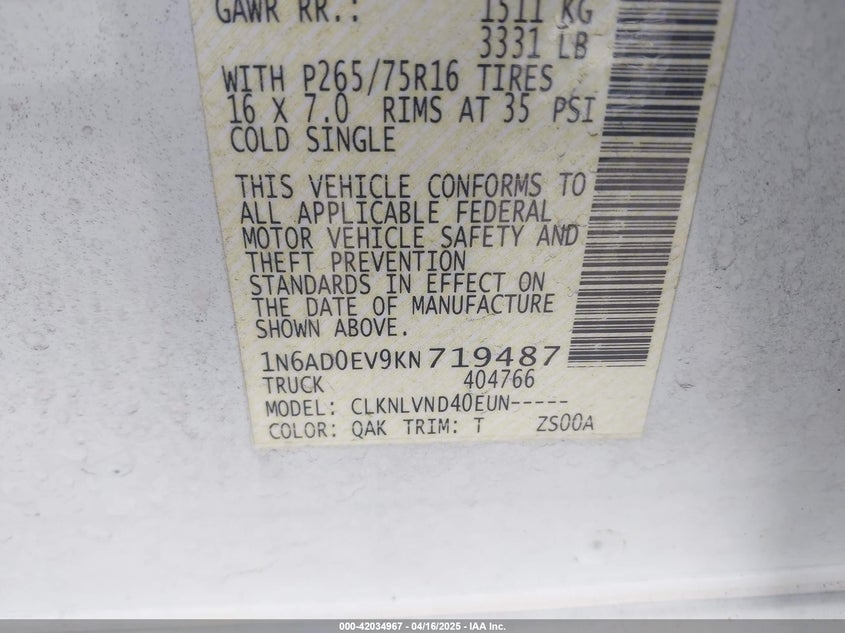 GAWR RR.: 1511 KG
3331 LB
WITH P265/75R16 TIRES
16 X 7.0 RIMS AT 35 PSI
COLD SINGLE
THIS VEHICLE CONFORMS TO
ALL APPLICABLE FEDERAL
MOTOR VEHICLE SAFETY AND
THEFT PREVENTION
STANDARDS IN EFFECT ON
THE DATE OF MANUFACTURE
SHOWN ABOVE.
1N6AD0EV9KN719487
TRUCK 404766
MODEL: CLKNLVND40EUN-----
COLOR: QAK TRIM: T ZS00A
000-42034967 - 04/16/2025 - IAA Inc.